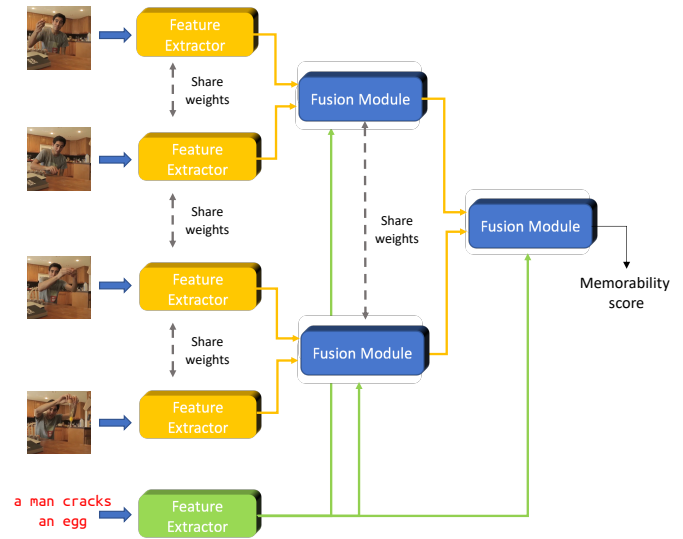 Feature
Extractor
Share
weights
Fusion Module
Feature
Extractor
Share
weights
Share
weights
Fusion Module
Memorability
score
Feature
Extractor
Share
weights
Fusion Module
Feature
Extractor
a man cracks
an egg
Feature
Extractor